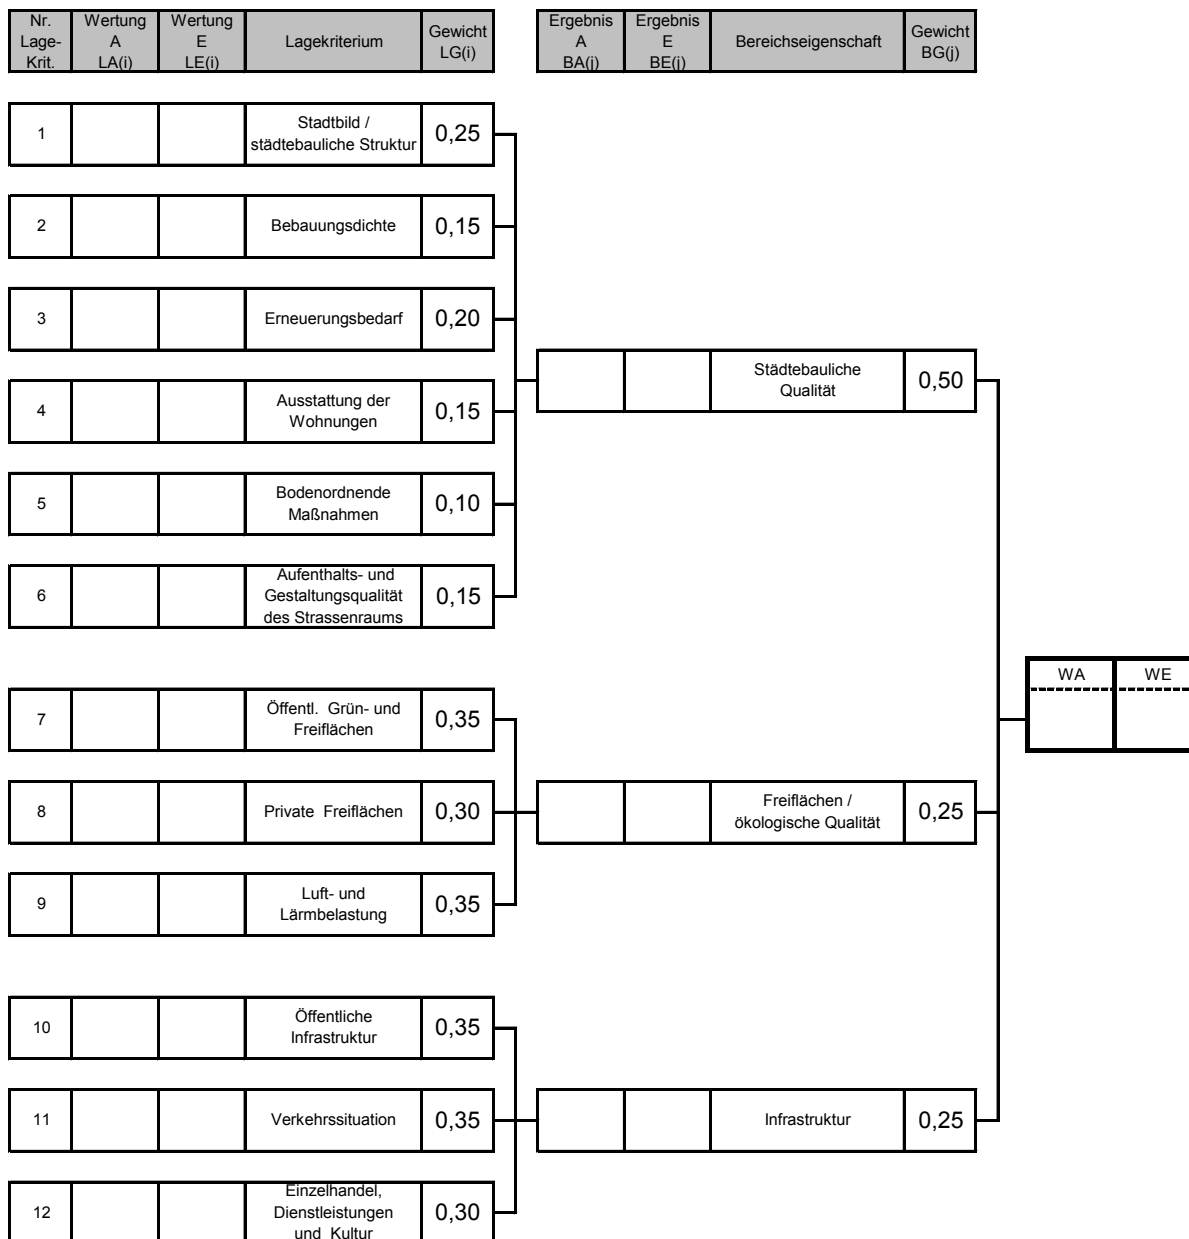 Nr.
Lage-
Krit.
Wertung
A
LA(i)
Wertung
E
LE(i)
Lagekriterium
Gewicht
LG(i)
Ergebnis
A
BA(j)
Ergebnis
E
BE(j)
Bereichseigenschaft
Gewicht
BG(j)
1
Stadtbild /
städtebauliche Struktur
0,25
2
Bebauungsdichte
0,15
3
Erneuerungsbedarf
0,20
Städtebauliche
Qualität
0,50
4
Ausstattung der
Wohnungen
0,15
5
Bodenordnende
Maßnahmen
0,10
6
Aufenthalts- und
Gestaltungsqualität
des Strassenraums
0,15
WA
WE
7
Öffentl. Grün- und
Freiflächen
0,35
8
Private Freiflächen
0,30
Freiflächen /
ökologische Qualität
0,25
9
Luft- und
Lärmbelastung
0,35
10
Öffentliche
Infrastruktur
0,35
11
Verkehrssituation
0,35
Infrastruktur
0,25
12
Einzelhandel,
Dienstleistungen
und Kultur
0,30